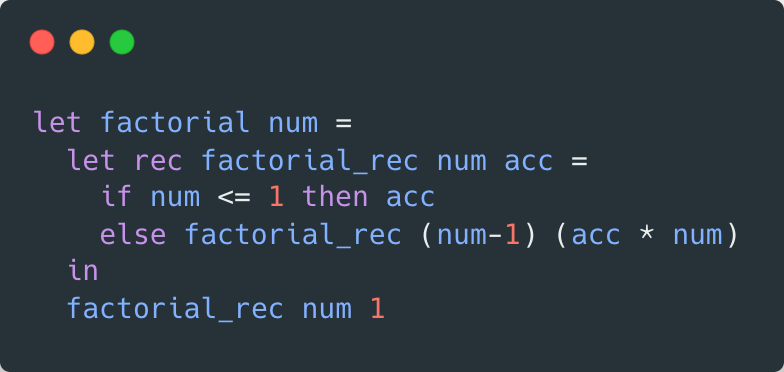 let factorial num =
  let rec factorial_rec num acc =
    if num <= 1 then acc
    else factorial_rec (num-1) (acc * num)
  in
  factorial_rec num 1